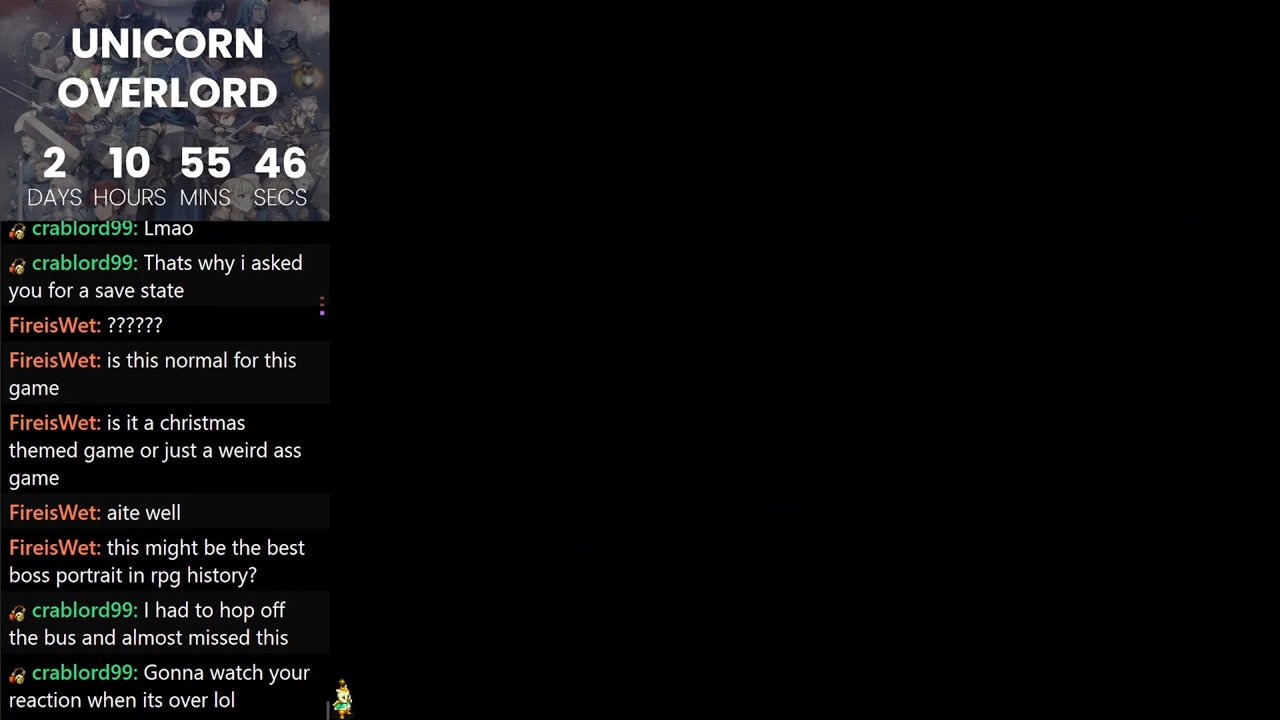 UNICORN
OVERLORD
2 10 55 46
DAYS HOURS MINS SECS
crablord99: Lmao
crablord99: Thats why i asked
you for a save state
FireisWet: ??????
FireisWet: is this normal for this
game
FireisWet: is it a christmas
themed game or just a weird ass
game
FireisWet: aite well
FireisWet: this might be the best
boss portrait in rpg history?
crablord99: I had to hop off
the bus and almost missed this
crablord99: Gonna watch your
reaction when its over lol